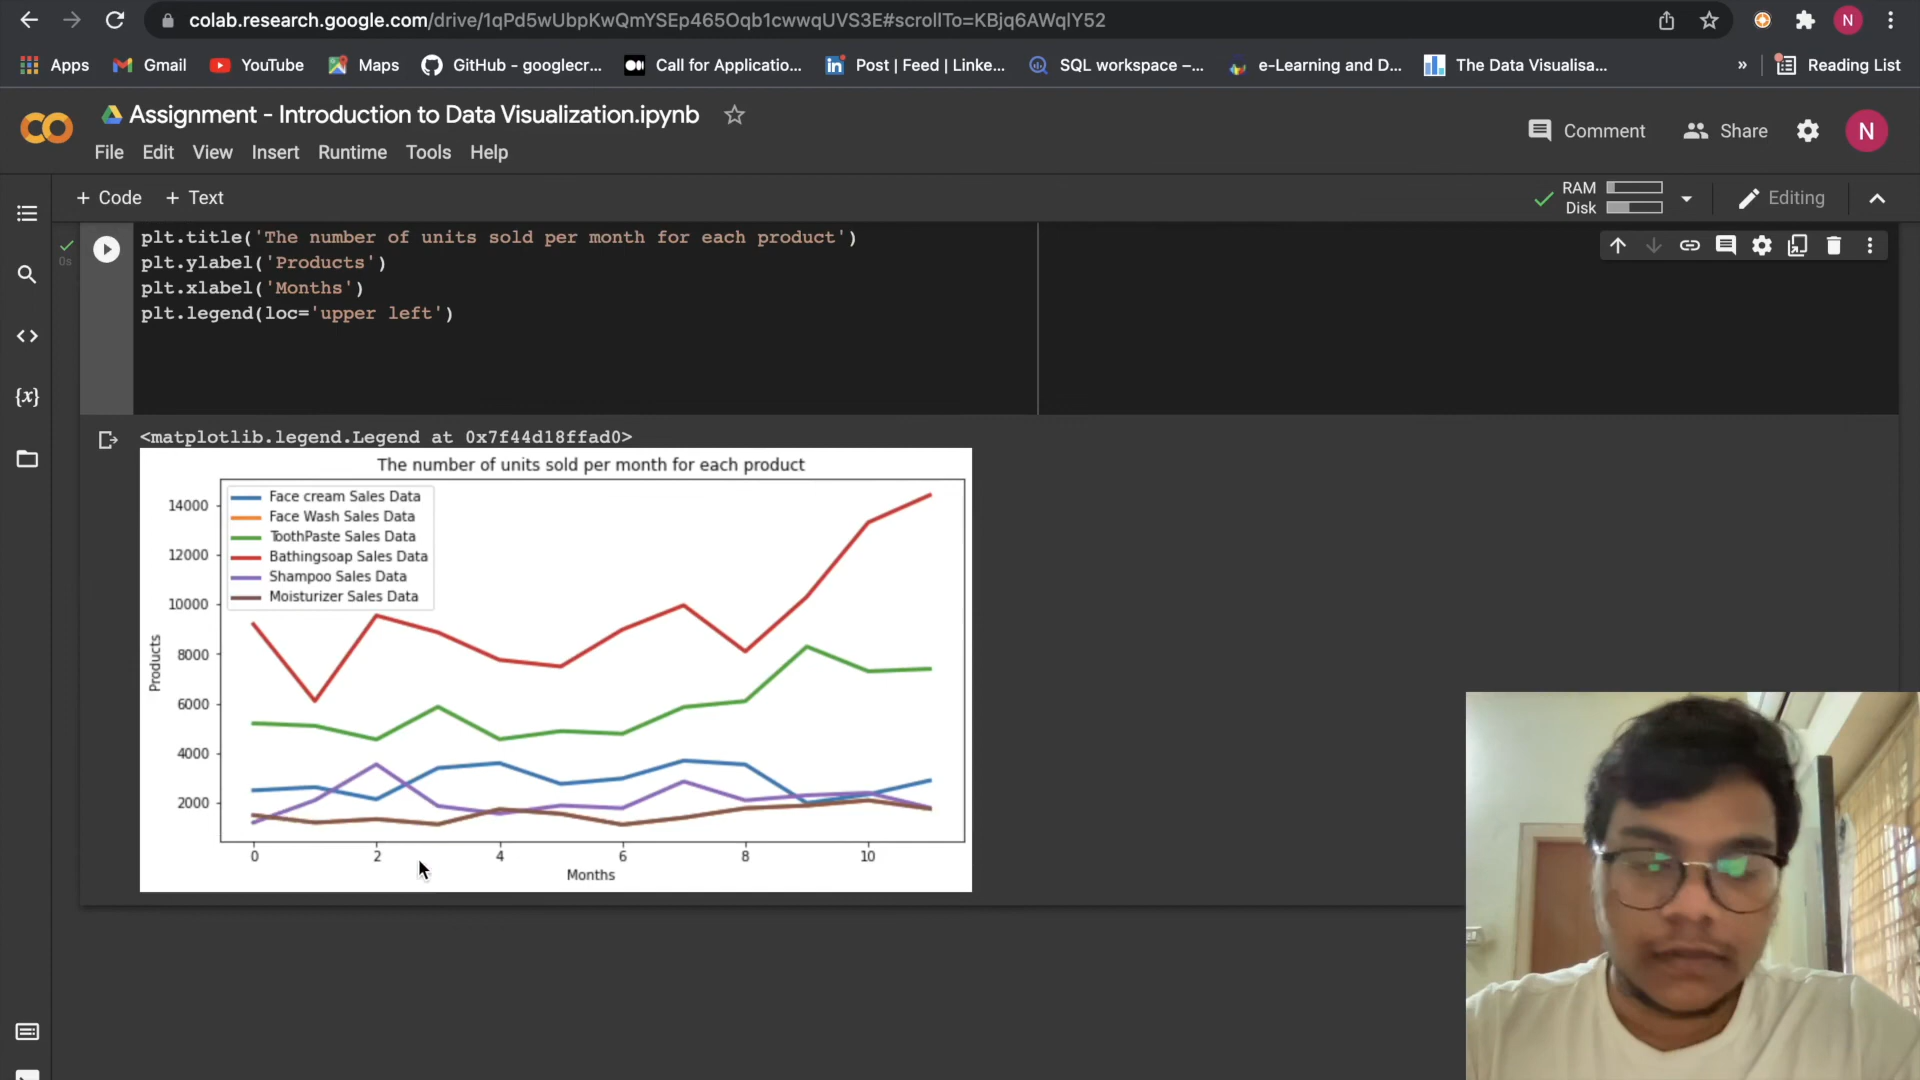 colab.research.google.com/drive/1qPd5wUbpKwQmYSEp465Oqb1cwwqUVS3E#scrollTo=KBjq6AWqlY52
N
Apps Gmail YouTube Maps GitHub - googlecr... Call for Applicatio... Post | Feed | Linke... SQL workspace –... e-Learning and D... The Data Visualisa... » Reading List
Assignment - Introduction to Data Visualization.ipynb
Comment Share N
File Edit View Insert Runtime Tools Help
+ Code + Text
RAM
Disk
Editing
plt.title('The number of units sold per month for each product')
plt.ylabel('Products')
plt.xlabel('Months')
plt.legend(loc='upper left')
0s
{x}
<matplotlib.legend.Legend at 0x7f44d18ffad0>
The number of units sold per month for each product
Face cream Sales Data
Face Wash Sales Data
ToothPaste Sales Data
Bathingsoap Sales Data
Shampoo Sales Data
Moisturizer Sales Data
14000
12000
10000
8000
6000
4000
2000
Products
0 2 4 6 8 10
Months